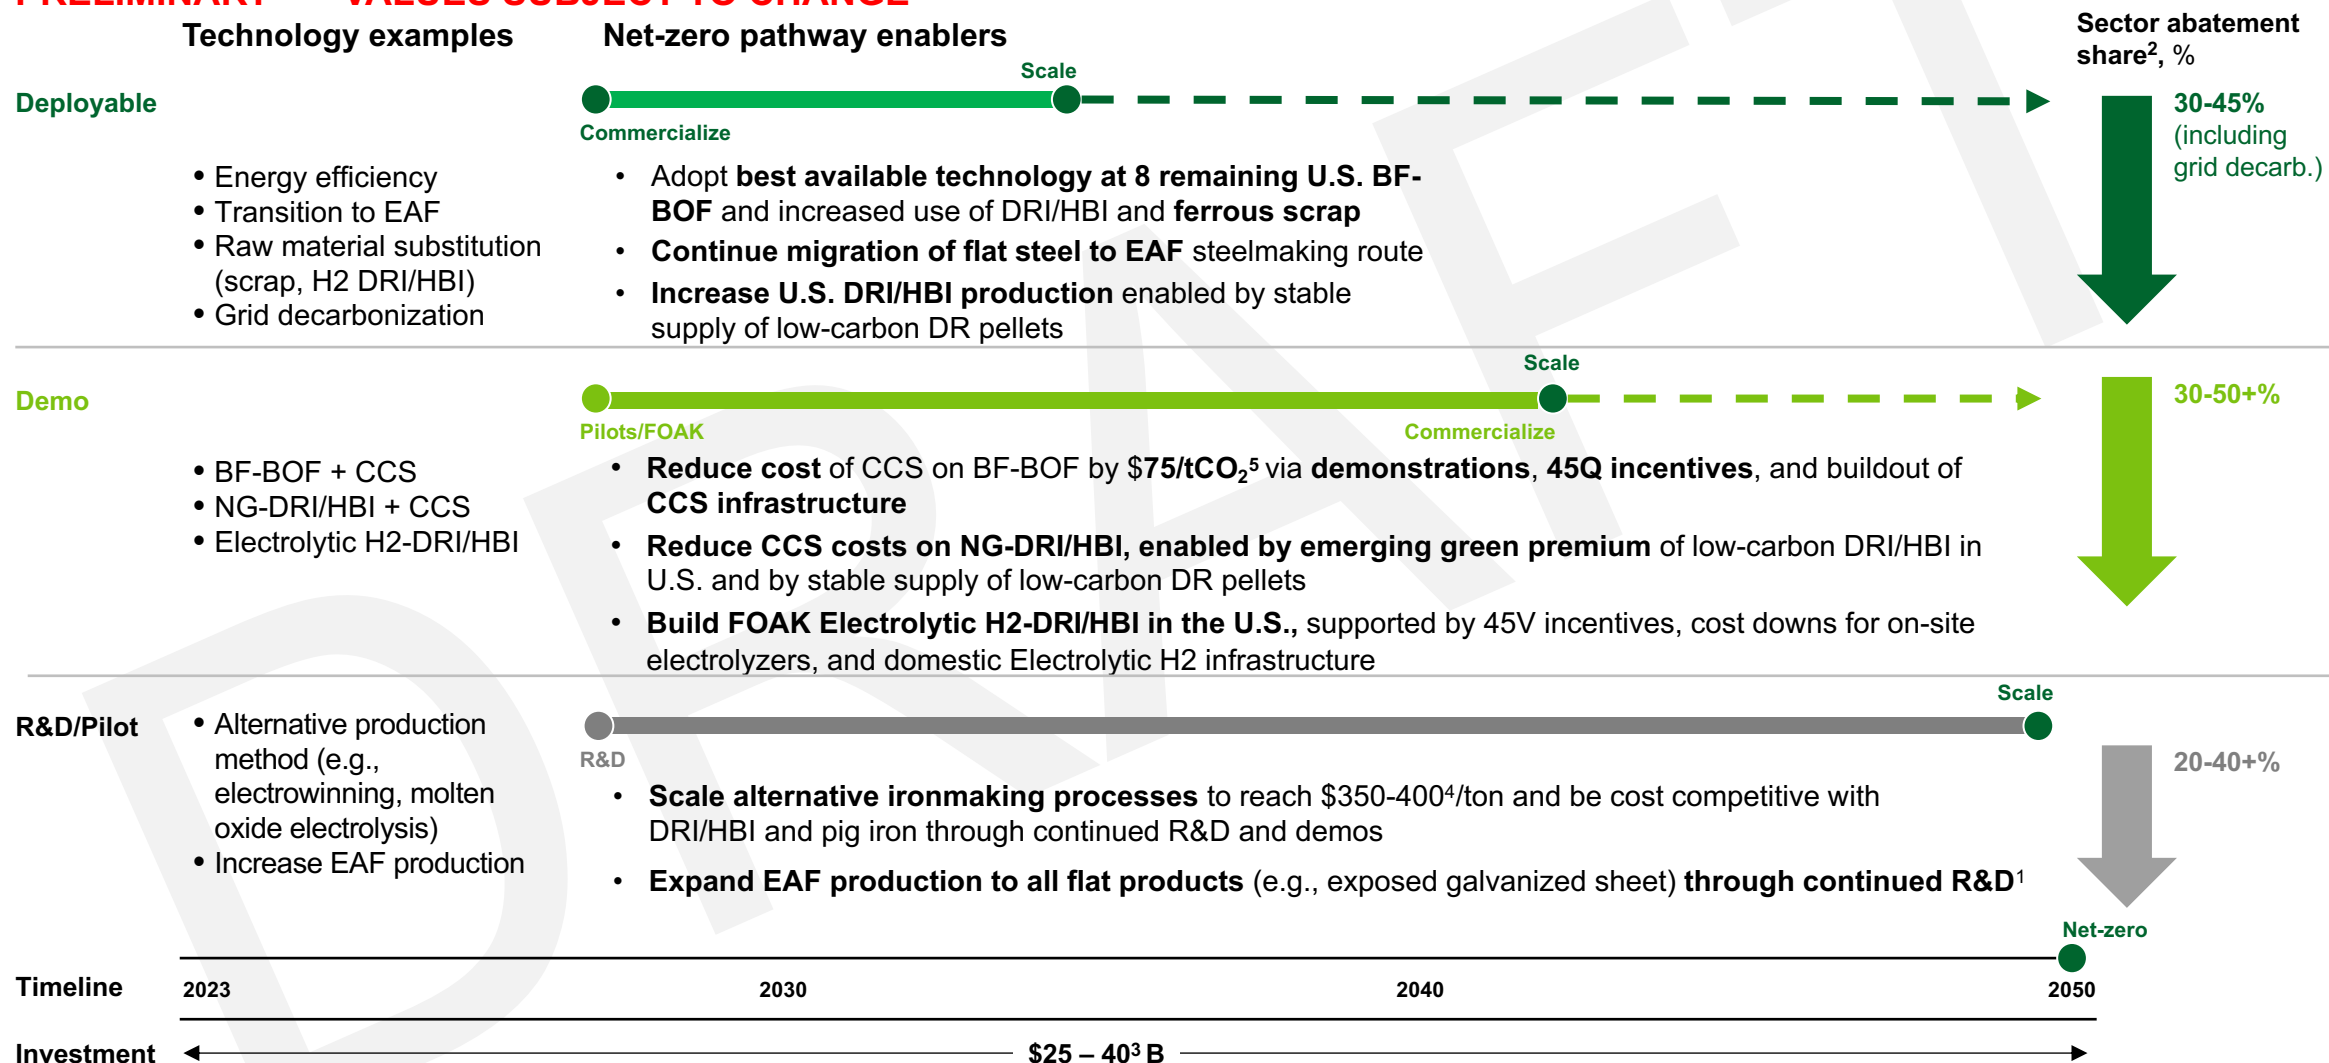 PRELIMINARY VALUES SUBJECT TO CHANGE
Technology examples
Net-zero pathway enablers
Sector abatement
share², %
Deployable
Scale
Commercialize
30-45%
(including
grid decarb.)
• Energy efficiency
• Transition to EAF
• Raw material substitution
(scrap, H2 DRI/HBI)
• Grid decarbonization
• Adopt best available technology at 8 remaining U.S. BF-
BOF and increased use of DRI/HBI and ferrous scrap
• Continue migration of flat steel to EAF steelmaking route
• Increase U.S. DRI/HBI production enabled by stable
supply of low-carbon DR pellets
Demo
Scale
Pilots/FOAK
Commercialize
30-50+%
• BF-BOF + CCS
• NG-DRI/HBI + CCS
• Electrolytic H2-DRI/HBI
• Reduce cost of CCS on BF-BOF by $75/tCO₂⁵ via demonstrations, 45Q incentives, and buildout of
CCS infrastructure
• Reduce CCS costs on NG-DRI/HBI, enabled by emerging green premium of low-carbon DRI/HBI in
U.S. and by stable supply of low-carbon DR pellets
• Build FOAK Electrolytic H2-DRI/HBI in the U.S., supported by 45V incentives, cost downs for on-site
electrolyzers, and domestic Electrolytic H2 infrastructure
R&D/Pilot
Scale
R&D
20-40+%
• Alternative production
method (e.g.,
electrowinning, molten
oxide electrolysis)
• Increase EAF production
• Scale alternative ironmaking processes to reach $350-400⁴/ton and be cost competitive with
DRI/HBI and pig iron through continued R&D and demos
• Expand EAF production to all flat products (e.g., exposed galvanized sheet) through continued R&D¹
Net-zero
Timeline
2023
2030
2040
2050
Investment
$25 – 40³ B
DRAFT